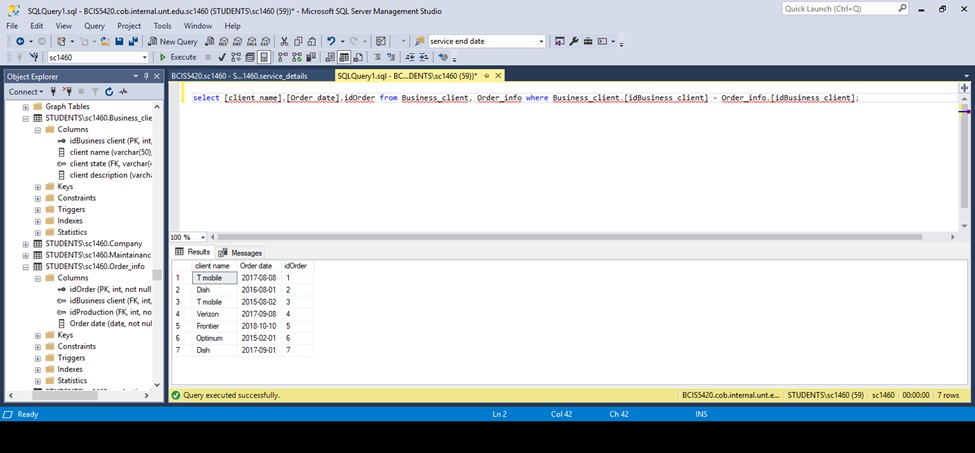 SQLQuery1.sql - BCIS5420.cob.internal.unt.edu.sc1460 (STUDENTS\sc1460 (59))* - Microsoft SQL Server Management Studio
Quick Launch (Ctrl+Q)
File Edit View Query Project Tools Window Help
New Query
service end date
sc1460
Execute
Object Explorer
BCIS5420.sc1460 - S...1460.service_details
SQLQuery1.sql - BC...DENTS\sc1460 (59))*
Connect
select [client name],[Order date],idOrder from Business_client, Order_info where Business_client.[idBusiness client] = Order_info.[idBusiness client];
Graph Tables
STUDENTS\sc1460.Business_clie
Columns
idBusiness client (PK, int,
client name (varchar(50),
client state (FK, varchar(4
client description (varcha
Keys
Constraints
Triggers
Indexes
Statistics
STUDENTS\sc1460.Company
STUDENTS\sc1460.Maintainanc
STUDENTS\sc1460.Order_info
Columns
idOrder (PK, int, not null
idBusiness client (FK, int,
idProduction (FK, int, no
Order date (date, not nul
Keys
Constraints
Triggers
Indexes
Statistics
100 %
Results Messages
client name Order date idOrder
1 T mobile 2017-08-08 1
2 Dish 2016-08-01 2
3 T mobile 2015-08-02 3
4 Verizon 2017-09-08 4
5 Frontier 2018-10-10 5
6 Optimum 2015-02-01 6
7 Dish 2017-09-01 7
Query executed successfully.
BCIS5420.cob.internal.unt.e... STUDENTS\sc1460 (59) sc1460 00:00:00 7 rows
Ready Ln 2 Col 42 Ch 42 INS